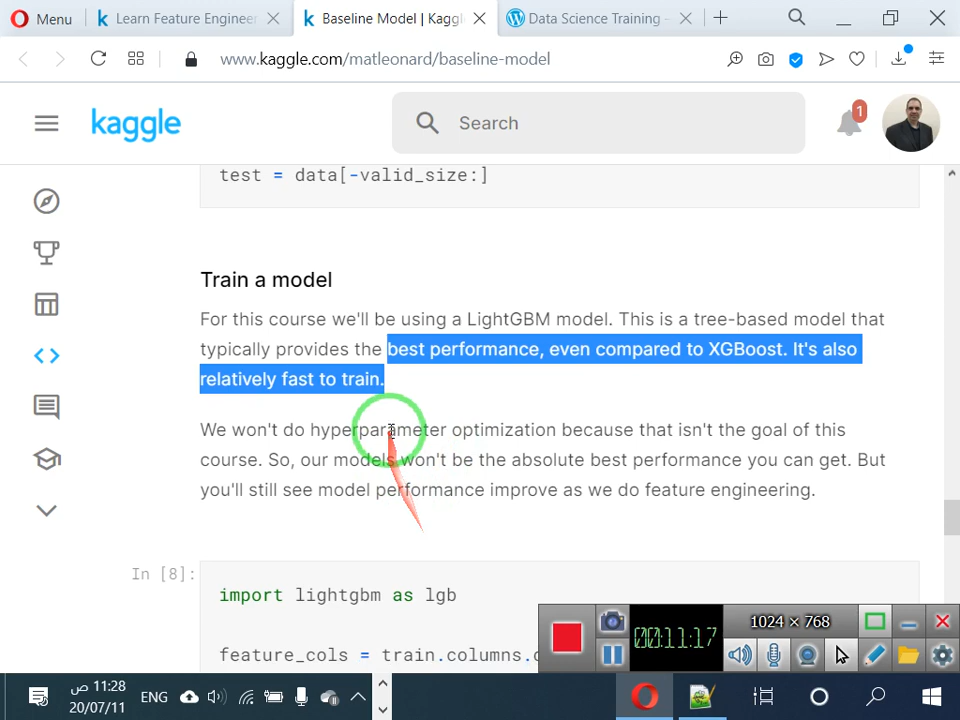 Menu
Learn Feature Engineer
Baseline Model | Kaggl
Data Science Training -
www.kaggle.com/matleonard/baseline-model
kaggle
Search
1
test = data[-valid_size:]
Train a model
For this course we'll be using a LightGBM model. This is a tree-based model that
typically provides the best performance, even compared to XGBoost. It's also
relatively fast to train.
We won't do hyperparameter optimization because that isn't the goal of this
course. So, our models won't be the absolute best performance you can get. But
you'll still see model performance improve as we do feature engineering.
In [8]:
import lightgbm as lgb
feature_cols = train.columns.
00:11:17
1024 × 768
11:28 ص
ENG
20/07/11